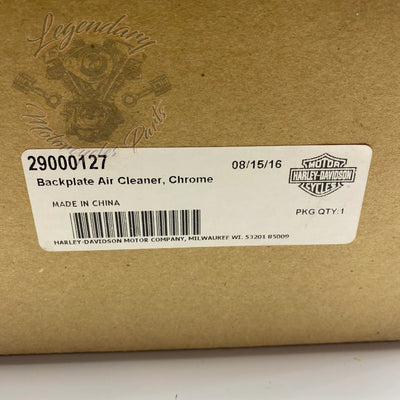 Legendary
Motorcycles Parts
29000127 08/15/16
Backplate Air Cleaner, Chrome
MOTOR
HARLEY-DAVIDSON
CYCLES
MADE IN CHINA
PKG QTY:1
HARLEY-DAVIDSON MOTOR COMPANY, MILWAUKEE WI. 53201 B5009